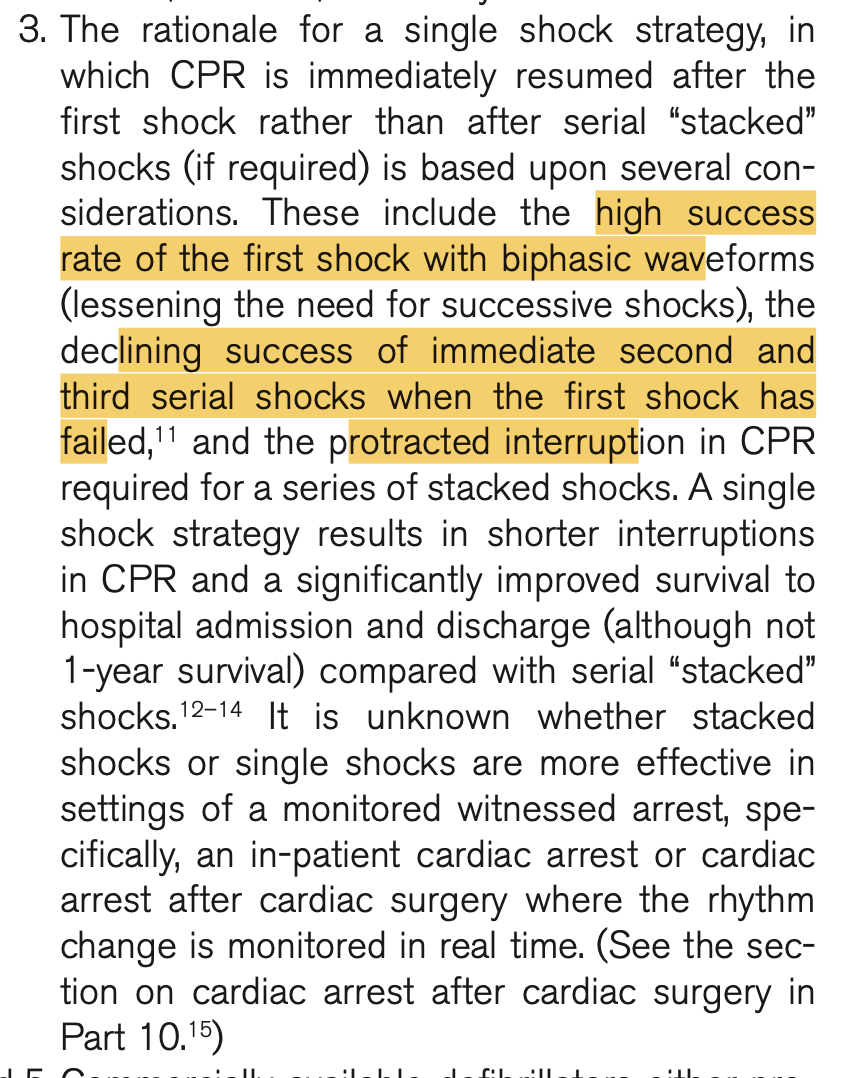 3. The rationale for a single shock strategy, in
which CPR is immediately resumed after the
first shock rather than after serial “stacked”
shocks (if required) is based upon several con-
siderations. These include the high success
rate of the first shock with biphasic waveforms
(lessening the need for successive shocks), the
declining success of immediate second and
third serial shocks when the first shock has
failed,¹¹ and the protracted interruption in CPR
required for a series of stacked shocks. A single
shock strategy results in shorter interruptions
in CPR and a significantly improved survival to
hospital admission and discharge (although not
1-year survival) compared with serial “stacked”
shocks.¹²⁻¹⁴ It is unknown whether stacked
shocks or single shocks are more effective in
settings of a monitored witnessed arrest, spe-
cifically, an in-patient cardiac arrest or cardiac
arrest after cardiac surgery where the rhythm
change is monitored in real time. (See the sec-
tion on cardiac arrest after cardiac surgery in
Part 10.¹⁵)
5. Commercially available defibrillators either pre-